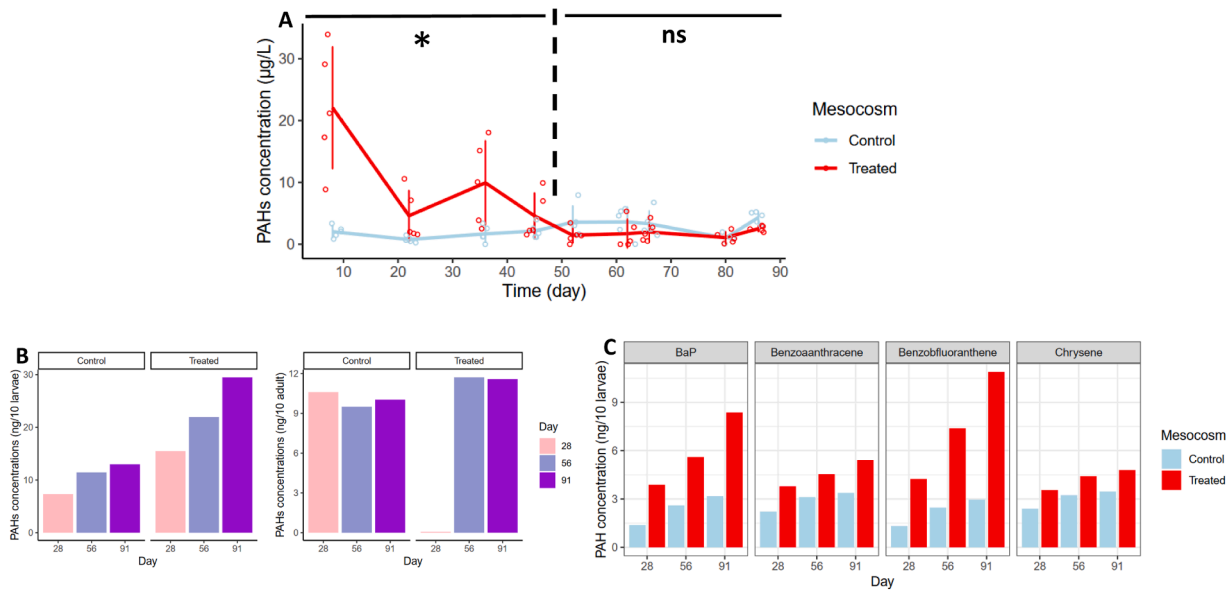 A
*
ns
PAHs concentration (µg/L)
30
20
10
0
10
20
30
40
50
60
70
80
90
Time (day)
Mesocosm
Control
Treated
B
Control
Treated
PAHs concentrations (ng/10 larvae)
30
20
10
0
28
56
91
28
56
91
Day
Control
Treated
PAHs concentrations (ng/10 adult)
12
9
6
3
0
28
56
91
28
56
91
Day
Day
28
56
91
C
BaP
Benzoaanthracene
Benzobfluoranthene
Chrysene
PAH concentration (ng/10 larvae)
9
6
3
0
28
56
91
28
56
91
28
56
91
28
56
91
Day
Mesocosm
Control
Treated